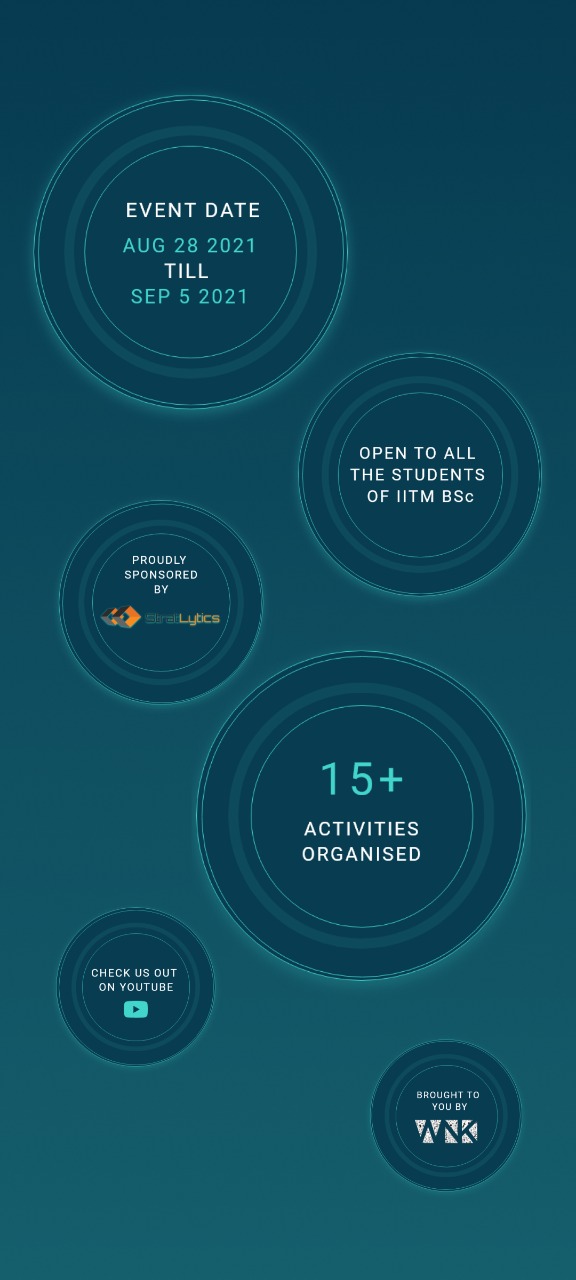 EVENT DATE
AUG 28 2021
TILL
SEP 5 2021
OPEN TO ALL
THE STUDENTS
OF IITM BSc
PROUDLY
SPONSORED
BY
StratLytics
15+
ACTIVITIES
ORGANISED
CHECK US OUT
ON YOUTUBE
BROUGHT TO
YOU BY